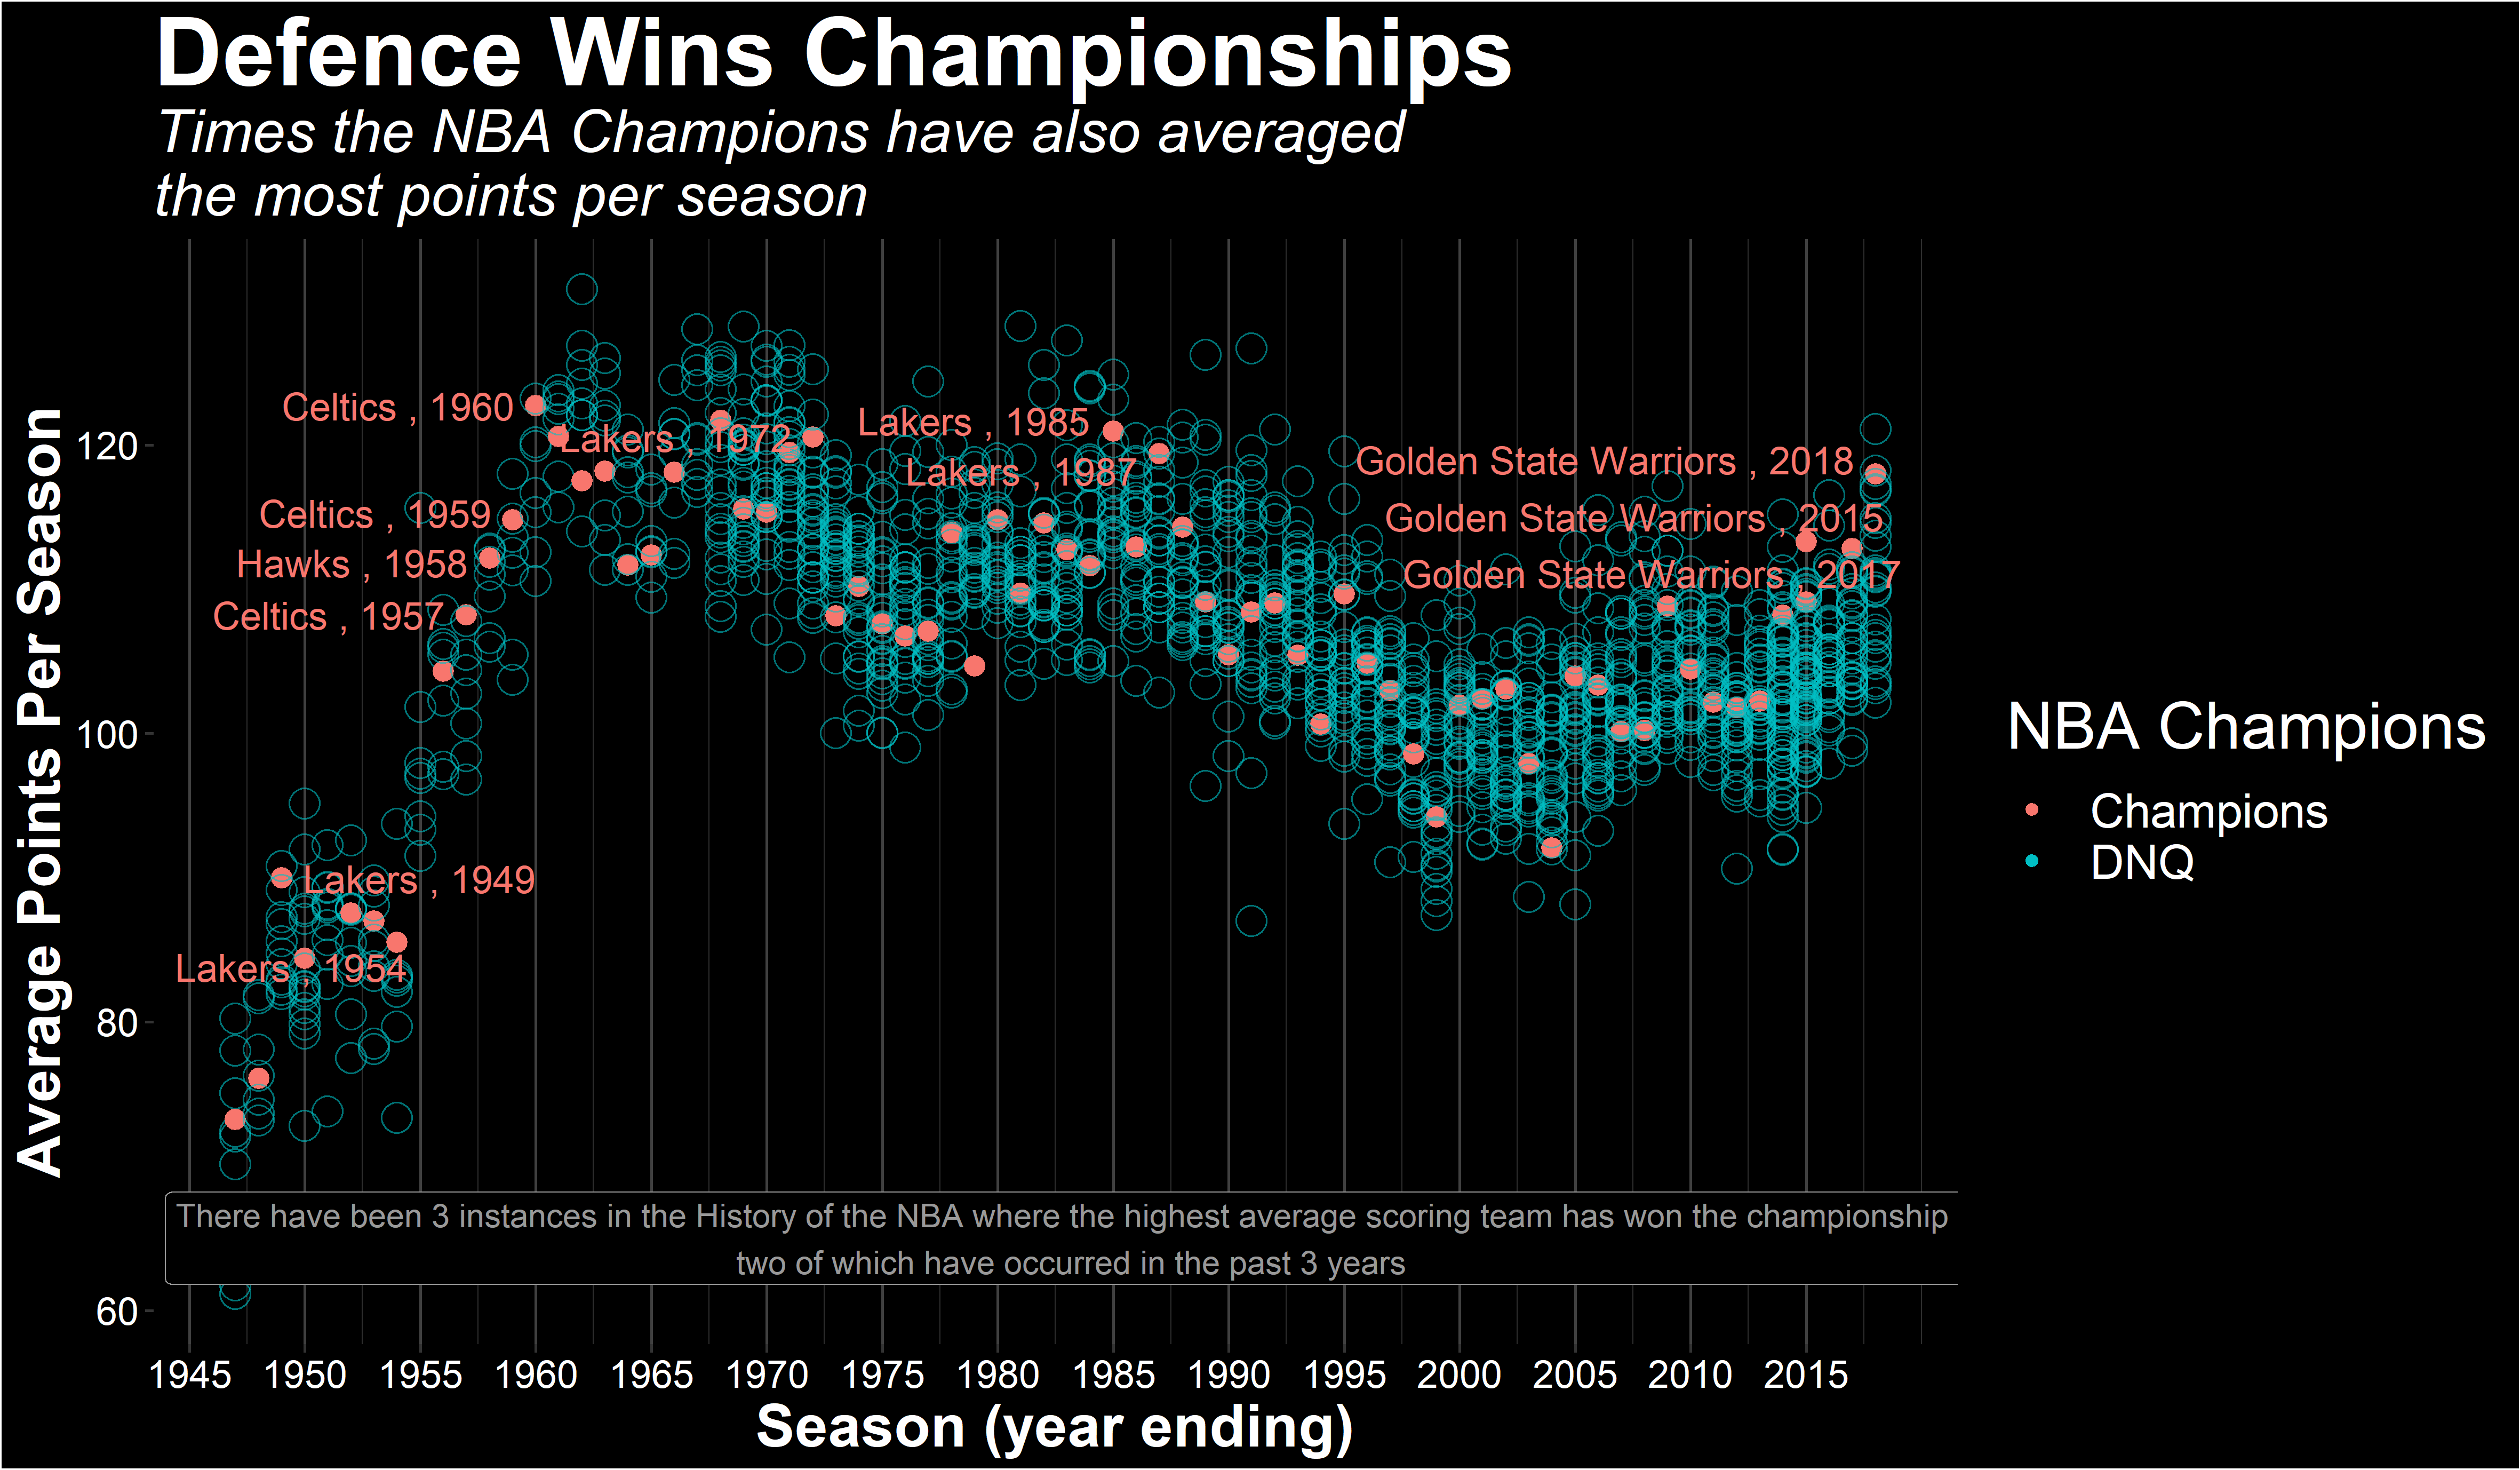 Defence Wins Championships
Times the NBA Champions have also averaged
the most points per season
Average Points Per Season
120
100
80
60
Celtics , 1960
Lakers , 1972
Lakers , 1985
Lakers , 1987
Golden State Warriors , 2018
Golden State Warriors , 2015
Golden State Warriors , 2017
Celtics , 1959
Hawks , 1958
Celtics , 1957
Lakers , 1949
Lakers , 1954
NBA Champions
Champions
DNQ
There have been 3 instances in the History of the NBA where the highest average scoring team has won the championship
two of which have occurred in the past 3 years
1945 1950 1955 1960 1965 1970 1975 1980 1985 1990 1995 2000 2005 2010 2015
Season (year ending)